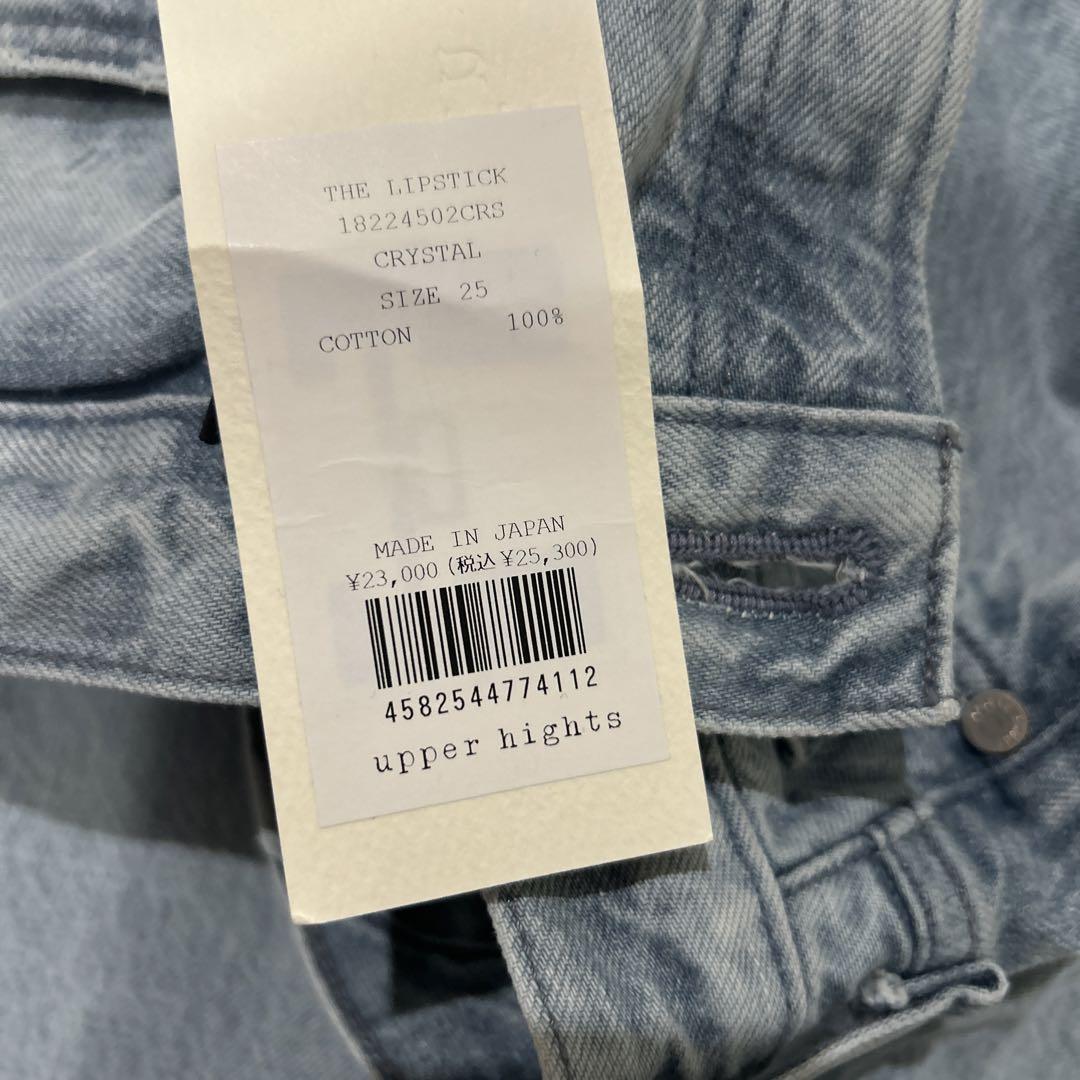 THE LIPSTICK
18224502CRS
CRYSTAL
SIZE 25
COTTON 100%
MADE IN JAPAN
¥23,000(税込¥25,300)
4582544774112
upper hights